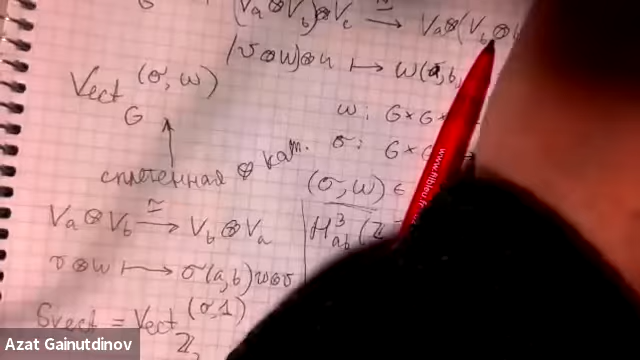 G (V_a⊗V_b)⊗V_c ≅→ V_a⊗(V_b⊗
(v⊗w)⊗u ↦ ω(a,b,
Vect_G^(σ,ω)
ω: G×G×
σ: G×G
сплетенная ⊗ кат.
(σ,ω) ∈
V_a⊗V_b ≅→ V_b⊗V_a
H^3_ab(ℤ
v⊗w ↦ σ(a,b)w⊗v
SVect = Vect_ℤ₂^(σ,1)
Azat Gainutdinov